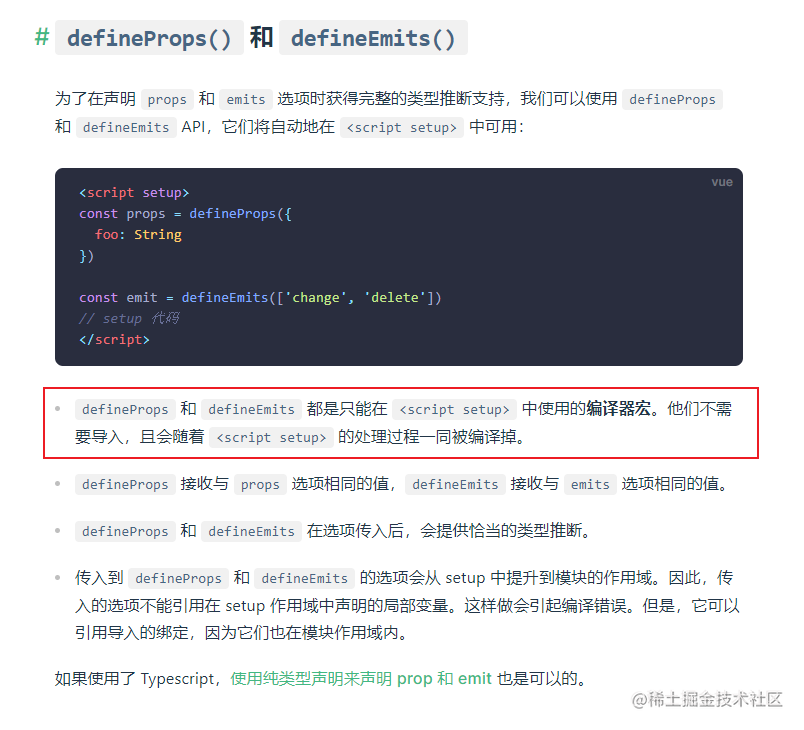 # defineProps() 和 defineEmits()
为了在声明 props 和 emits 选项时获得完整的类型推断支持，我们可以使用 defineProps
和 defineEmits API，它们将自动地在 <script setup> 中可用：
vue
<script setup>
const props = defineProps({
  foo: String
})

const emit = defineEmits(['change', 'delete'])
// setup 代码
</script>
• defineProps 和 defineEmits 都是只能在 <script setup> 中使用的编译器宏。他们不需
要导入，且会随着 <script setup> 的处理过程一同被编译掉。
• defineProps 接收与 props 选项相同的值，defineEmits 接收与 emits 选项相同的值。
• defineProps 和 defineEmits 在选项传入后，会提供恰当的类型推断。
• 传入到 defineProps 和 defineEmits 的选项会从 setup 中提升到模块的作用域。因此，传
入的选项不能引用在 setup 作用域中声明的局部变量。这样做会引起编译错误。但是，它可以
引用导入的绑定，因为它们也在模块作用域内。
如果使用了 Typescript，使用纯类型声明来声明 prop 和 emit 也是可以的。
@稀土掘金技术社区